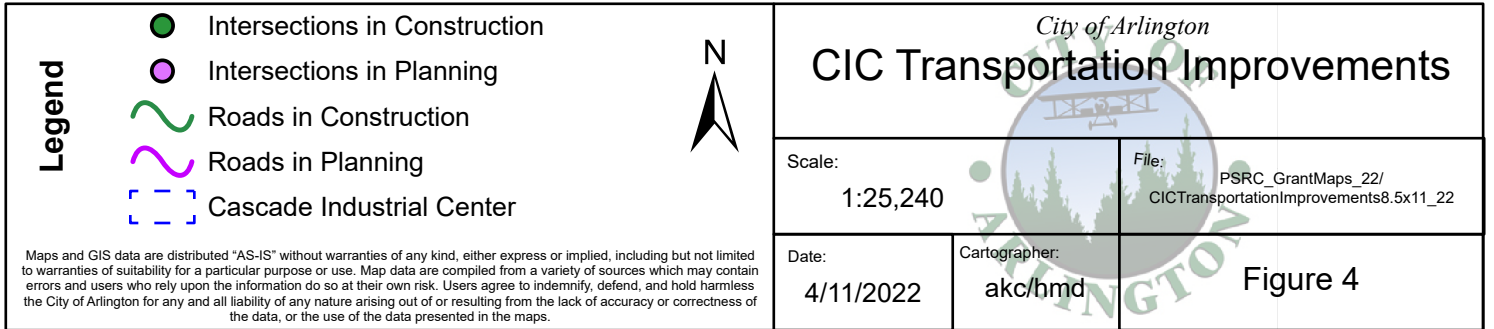 Legend
Intersections in Construction
Intersections in Planning
Roads in Construction
Roads in Planning
Cascade Industrial Center
N
Maps and GIS data are distributed “AS-IS” without warranties of any kind, either express or implied, including but not limited
to warranties of suitability for a particular purpose or use. Map data are compiled from a variety of sources which may contain
errors and users who rely upon the information do so at their own risk. Users agree to indemnify, defend, and hold harmless
the City of Arlington for any and all liability of any nature arising out of or resulting from the lack of accuracy or correctness of
the data, or the use of the data presented in the maps.
City of Arlington
CIC Transportation Improvements
CITY OF
ARLINGTON
Scale:
1:25,240
File:
PSRC_GrantMaps_22/
CICTransportationImprovements8.5x11_22
Date:
4/11/2022
Cartographer:
akc/hmd
Figure 4